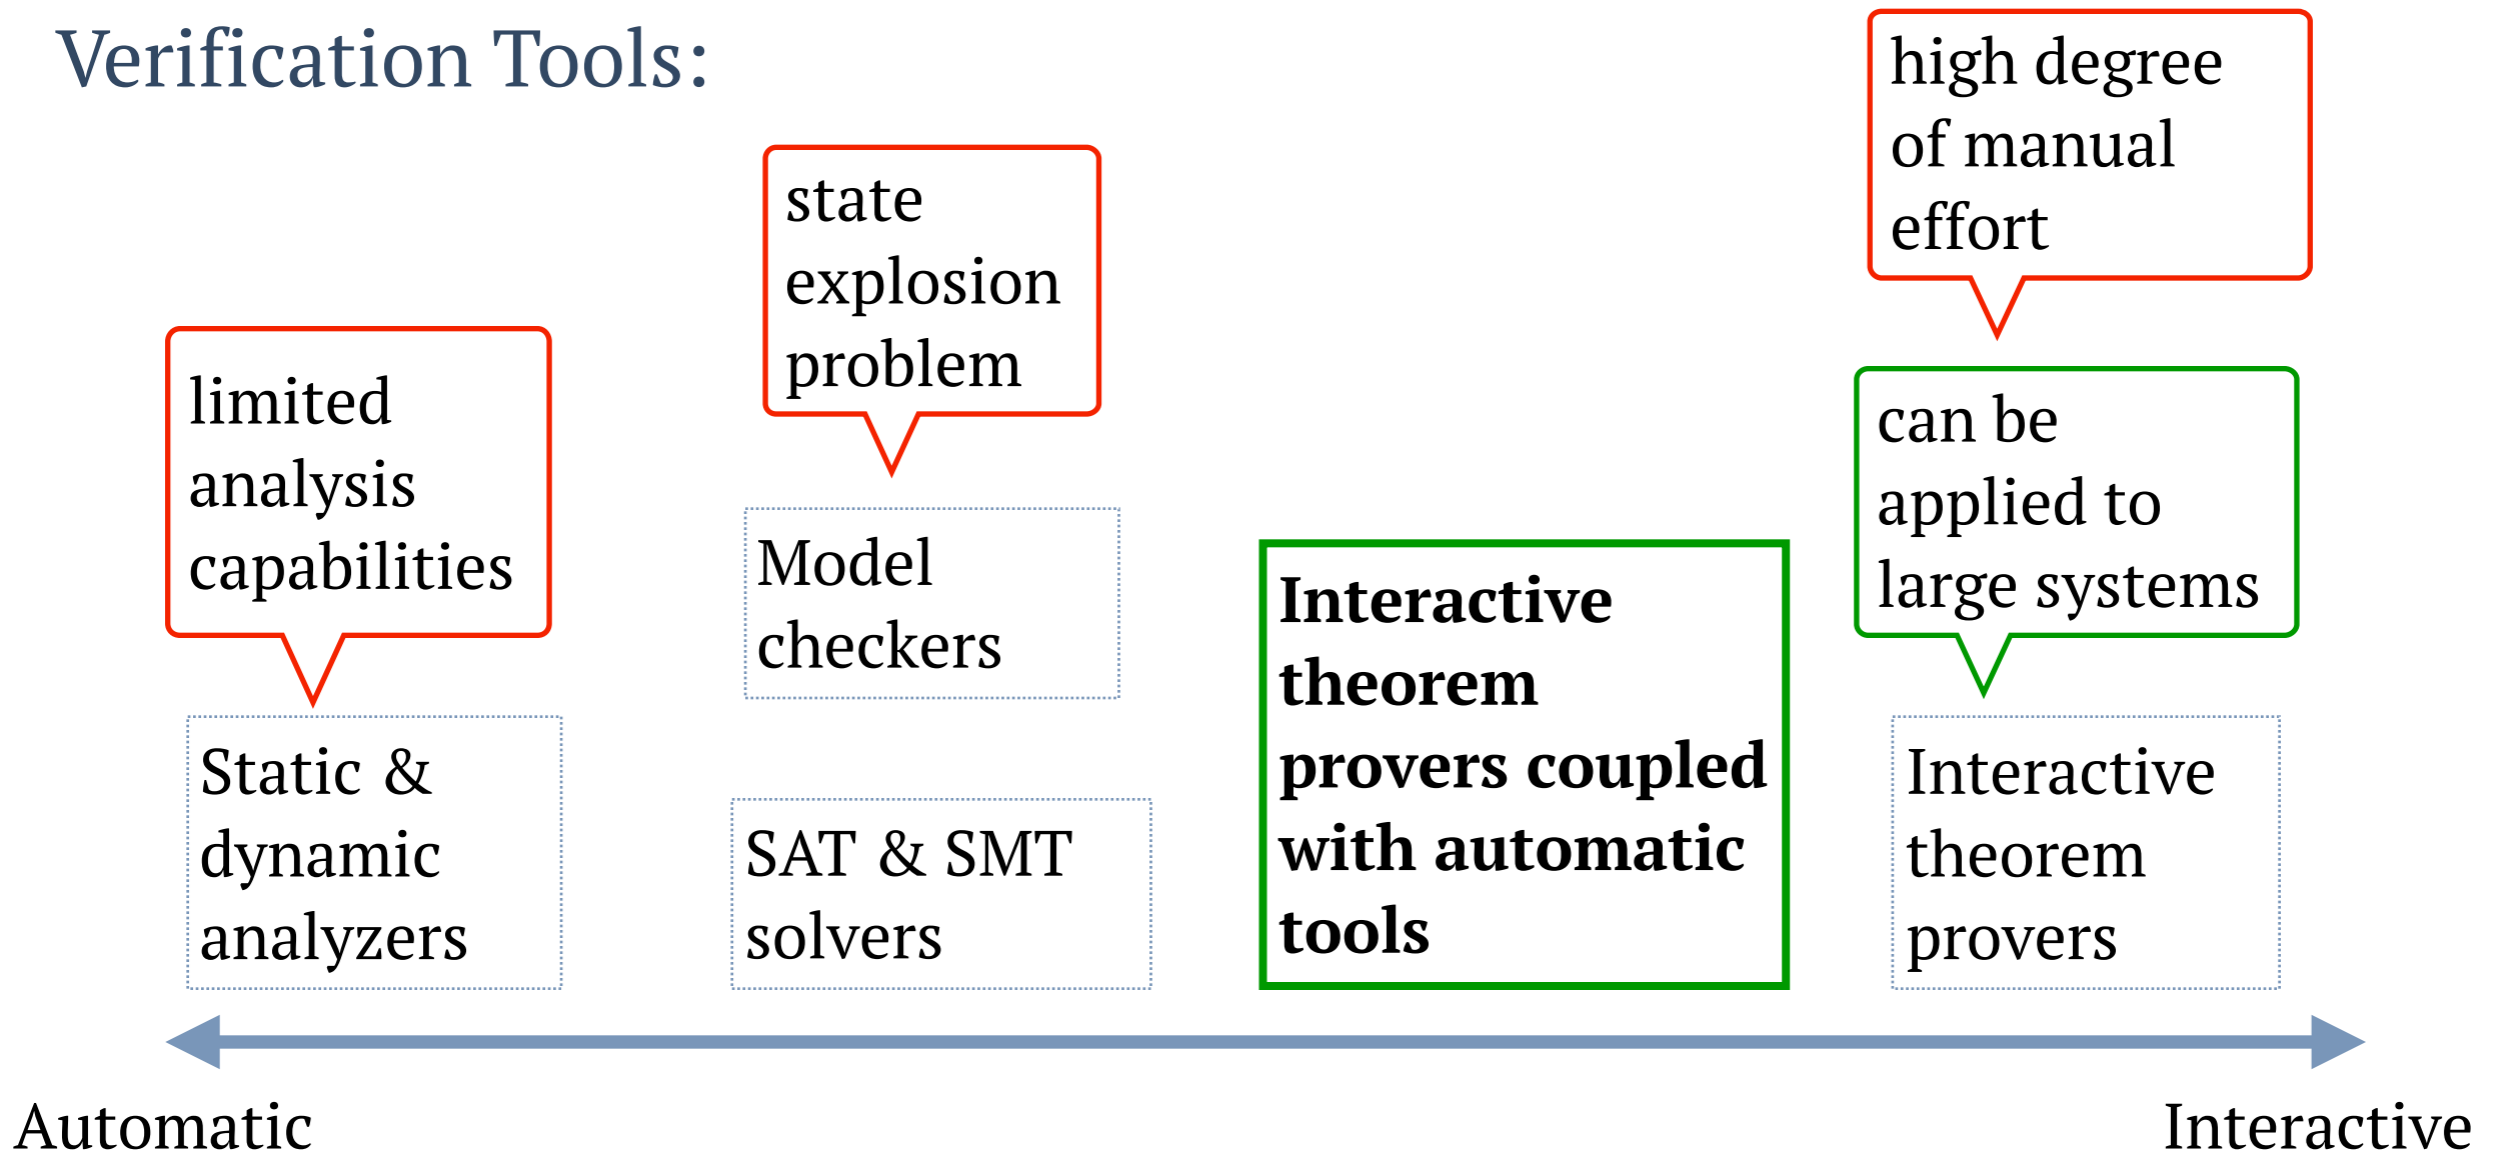 Verification Tools:
limited
analysis
capabilities
Static &
dynamic
analyzers
state
explosion
problem
Model
checkers
SAT & SMT
solvers
Interactive
theorem
provers coupled
with automatic
tools
high degree
of manual
effort
can be
applied to
large systems
Interactive
theorem
provers
Automatic
Interactive